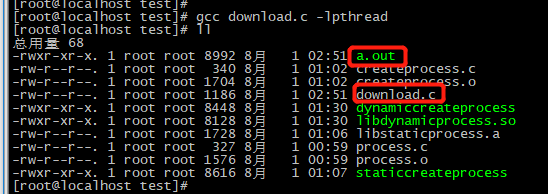 [root@localhost test]#
[root@localhost test]# gcc download.c -lpthread
[root@localhost test]# ll
总用量 68
-rwxr-xr-x. 1 root root 8992 8月   1 02:51 a.out
-rw-r--r--. 1 root root  340 8月   1 01:02 createprocess.c
-rw-r--r--. 1 root root 1704 8月   1 01:02 createprocess.o
-rw-r--r--. 1 root root 1186 8月   1 02:51 download.c
-rwxr-xr-x. 1 root root 8448 8月   1 01:30 dynamiccreateprocess
-rwxr-xr-x. 1 root root 8128 8月   1 01:30 libdynamicprocess.so
-rw-r--r--. 1 root root 1728 8月   1 01:06 libstaticprocess.a
-rw-r--r--. 1 root root  327 8月   1 00:59 process.c
-rw-r--r--. 1 root root 1576 8月   1 00:59 process.o
-rwxr-xr-x. 1 root root 8616 8月   1 01:07 staticcreateprocess
[root@localhost test]#